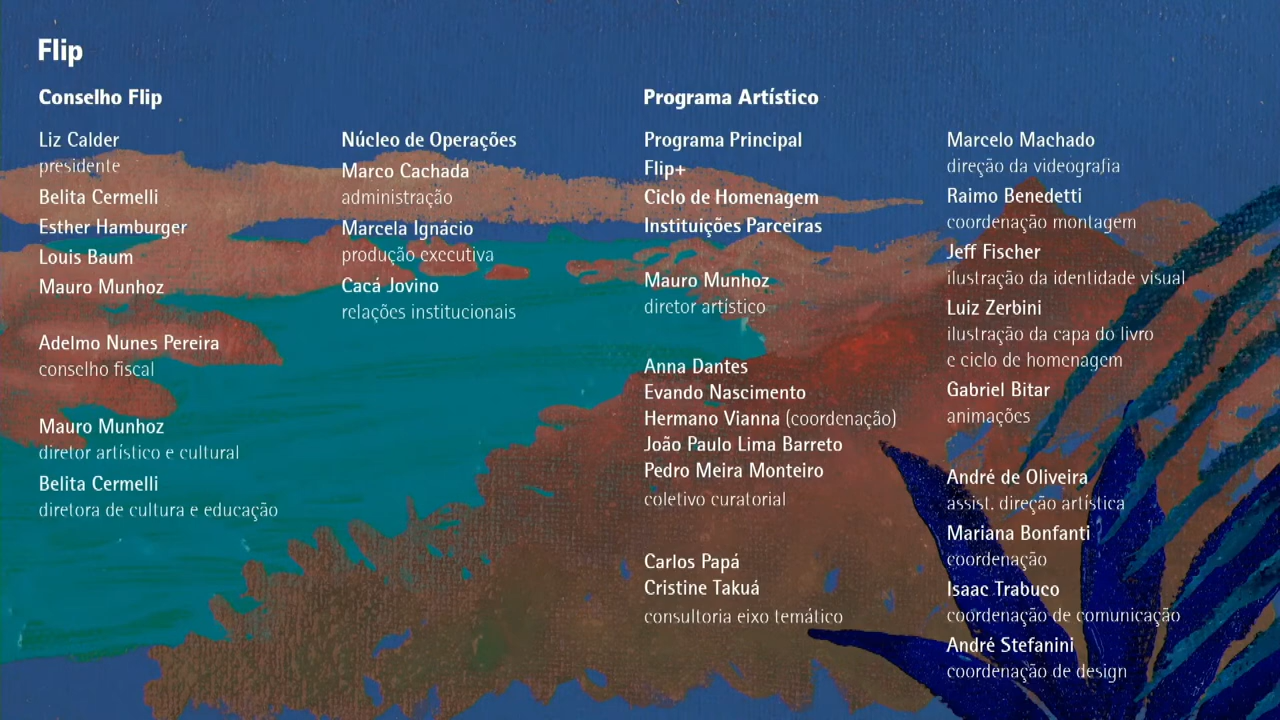 Flip
Conselho Flip
Liz Calder
presidente
Belita Cermelli
Esther Hamburger
Louis Baum
Mauro Munhoz
Adelmo Nunes Pereira
conselho fiscal
Mauro Munhoz
diretor artístico e cultural
Belita Cermelli
diretora de cultura e educação
Núcleo de Operações
Marco Cachada
administração
Marcela Ignácio
produção executiva
Cacá Jovino
relações institucionais
Programa Artístico
Programa Principal
Flip+
Ciclo de Homenagem
Instituições Parceiras
Mauro Munhoz
diretor artístico
Anna Dantes
Evando Nascimento
Hermano Vianna (coordenação)
João Paulo Lima Barreto
Pedro Meira Monteiro
coletivo curatorial
Carlos Papá
Cristine Takuá
consultoria eixo temático
Marcelo Machado
direção da videografia
Raimo Benedetti
coordenação montagem
Jeff Fischer
ilustração da identidade visual
Luiz Zerbini
ilustração da capa do livro
e ciclo de homenagem
Gabriel Bitar
animações
André de Oliveira
assist. direção artística
Mariana Bonfanti
coordenação
Isaac Trabuco
coordenação de comunicação
André Stefanini
coordenação de design